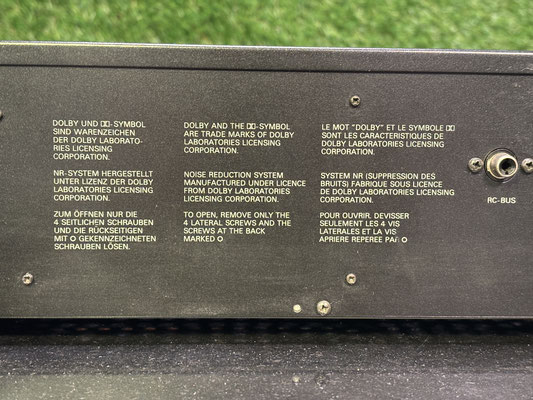 DOLBY UND DD-SYMBOL
SIND WARENZEICHEN
DER DOLBY LABORATO-
RIES LICENSING
CORPORATION.
NR-SYSTEM HERGESTELLT
UNTER LIZENZ DER DOLBY
LABORATORIES LICENSING
CORPORATION.
ZUM ÖFFNEN NUR DIE
4 SEITLICHEN SCHRAUBEN
UND DIE RÜCKSEITIGEN
MIT O GEKENNZEICHNETEN
SCHRAUBEN LÖSEN.
DOLBY AND THE DD-SYMBOL
ARE TRADE MARKS OF DOLBY
LABORATORIES LICENSING
CORPORATION.
NOISE REDUCTION SYSTEM
MANUFACTURED UNDER LICENCE
FROM DOLBY LABORATORIES
LICENSING CORPORATION.
TO OPEN, REMOVE ONLY THE
4 LATERAL SCREWS AND THE
SCREWS AT THE BACK
MARKED O
LE MOT "DOLBY" ET LE SYMBOLE DD
SONT LES CARACTERISTIQUES DE
DOLBY LABORATORIES LICENSING
CORPORATION.
SYSTEM NR (SUPPRESSION DES
BRUITS) FABRIQUE SOUS LICENCE
DE DOLBY LABORATORIES LICENSING
CORPORATION.
POUR OUVRIR, DEVISSER
SEULEMENT LES 4 VIS
LATERALES ET LA VIS
APRIERE REFEREE PAR O
RC-BUS